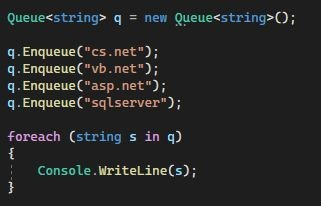 Queue<string> q = new Queue<string>();
q.Enqueue("cs.net");
q.Enqueue("vb.net");
q.Enqueue("asp.net");
q.Enqueue("sqlserver");
foreach (string s in q)
{
    Console.WriteLine(s);
}